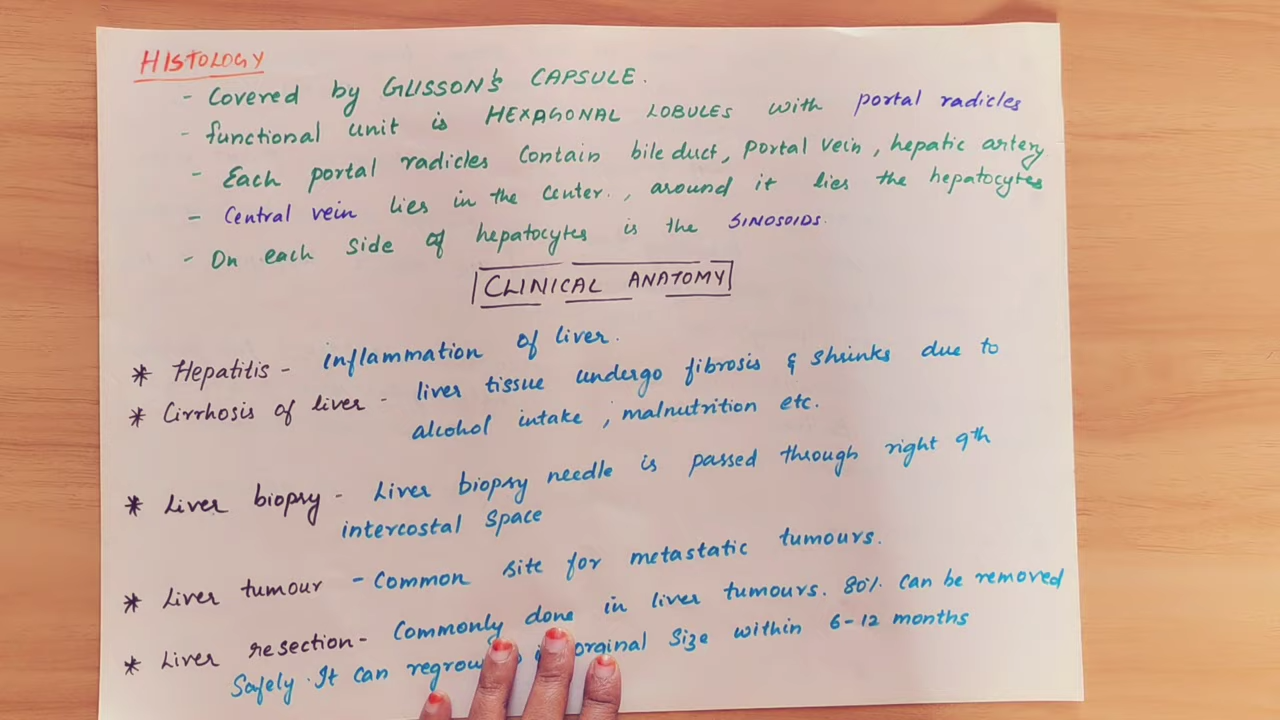 HISTOLOGY
- Covered by GLISSON's CAPSULE.
- functional unit is HEXAGONAL LOBULES with portal radicles
- Each portal radicles contain bile duct, portal vein, hepatic artery
- Central vein lies in the center., around it lies the hepatocytes
- On each side of hepatocytes is the SINOSOIDS.
CLINICAL ANATOMY
* Hepatitis - inflammation of liver.
* Cirrhosis of liver - liver tissue undergo fibrosis & shrinks due to
alcohol intake, malnutrition etc.
* Liver biopsy - Liver biopsy needle is passed through right 9th
intercostal space
* Liver tumour - Common site for metastatic tumours.
* Liver resection - Commonly done in liver tumours. 80% can be removed
safely. It can regrow orginal size within 6-12 months